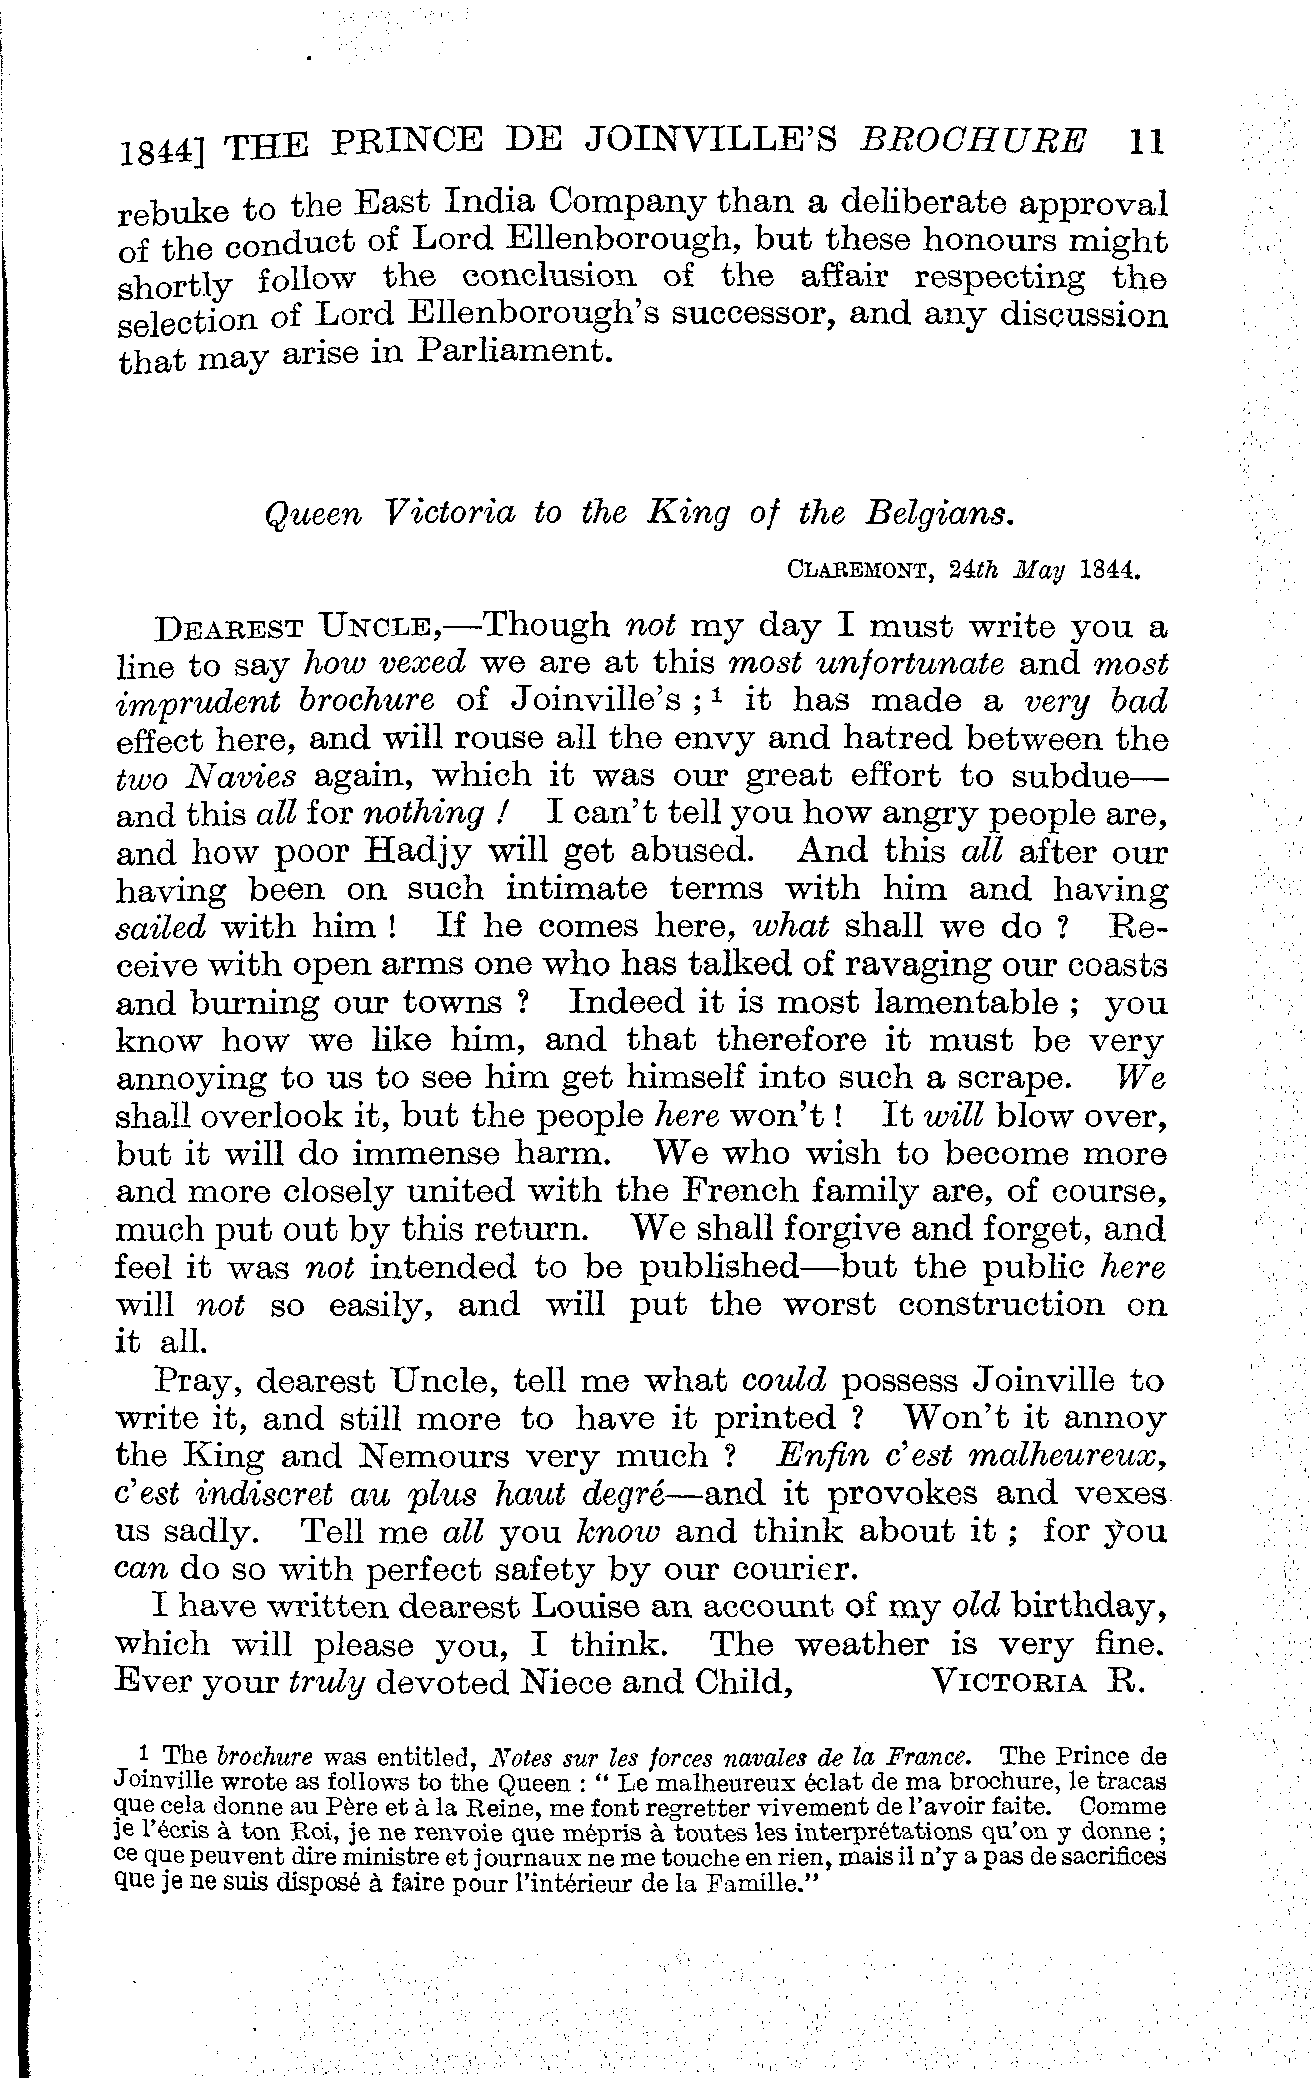 1844] THE PRINCE DE JOINVILLE'S BROCHURE 11
rebuke to the East India Company than a deliberate approval
of the conduct of Lord Ellenborough, but these honours might
shortly follow the conclusion of the affair respecting the
selection of Lord Ellenborough's successor, and any discussion
that may arise in Parliament.
Queen Victoria to the King of the Belgians.
CLAREMONT, 24th May 1844.
DEAREST UNCLE,—Though not my day I must write you a
line to say how vexed we are at this most unfortunate and most
imprudent brochure of Joinville's ; 1 it has made a very bad
effect here, and will rouse all the envy and hatred between the
two Navies again, which it was our great effort to subdue—
and this all for nothing ! I can't tell you how angry people are,
and how poor Hadjy will get abused. And this all after our
having been on such intimate terms with him and having
sailed with him ! If he comes here, what shall we do ? Re-
ceive with open arms one who has talked of ravaging our coasts
and burning our towns ? Indeed it is most lamentable ; you
know how we like him, and that therefore it must be very
annoying to us to see him get himself into such a scrape. We
shall overlook it, but the people here won't ! It will blow over,
but it will do immense harm. We who wish to become more
and more closely united with the French family are, of course,
much put out by this return. We shall forgive and forget, and
feel it was not intended to be published—but the public here
will not so easily, and will put the worst construction on
it all.
Pray, dearest Uncle, tell me what could possess Joinville to
write it, and still more to have it printed ? Won't it annoy
the King and Nemours very much ? Enfin c'est malheureux,
c'est indiscret au plus haut degré—and it provokes and vexes
us sadly. Tell me all you know and think about it ; for you
can do so with perfect safety by our courier.
I have written dearest Louise an account of my old birthday,
which will please you, I think. The weather is very fine.
Ever your truly devoted Niece and Child, VICTORIA R.
1 The brochure was entitled, Notes sur les forces navales de la France. The Prince de
Joinville wrote as follows to the Queen : " Le malheureux éclat de ma brochure, le tracas
que cela donne au Père et à la Reine, me font regretter vivement de l'avoir faite. Comme
je l'écris à ton Roi, je ne renvoie que mépris à toutes les interprétations qu'on y donne ;
ce que peuvent dire ministre et journaux ne me touche en rien, mais il n'y a pas de sacrifices
que je ne suis disposé à faire pour l'intérieur de la Famille."